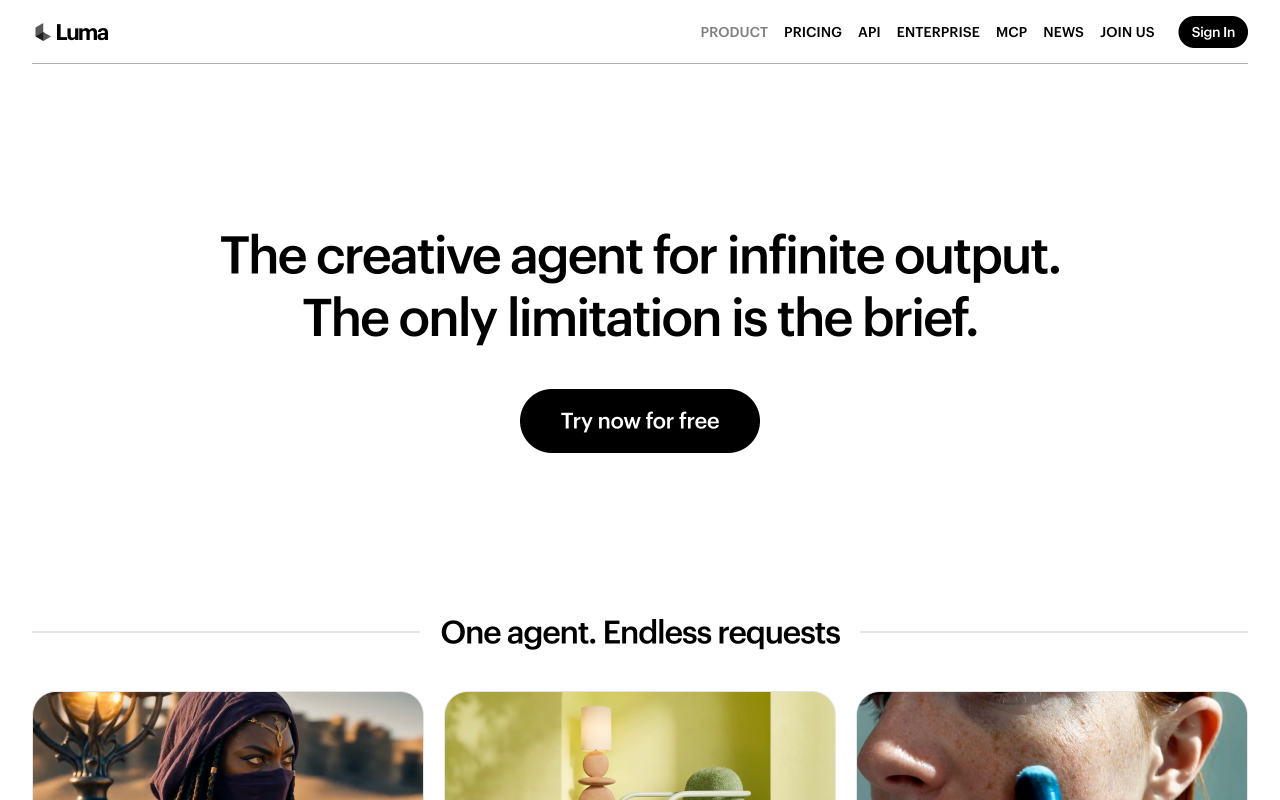 Luma
PRODUCT PRICING API ENTERPRISE MCP NEWS JOIN US Sign In
The creative agent for infinite output.
The only limitation is the brief.
Try now for free
One agent. Endless requests